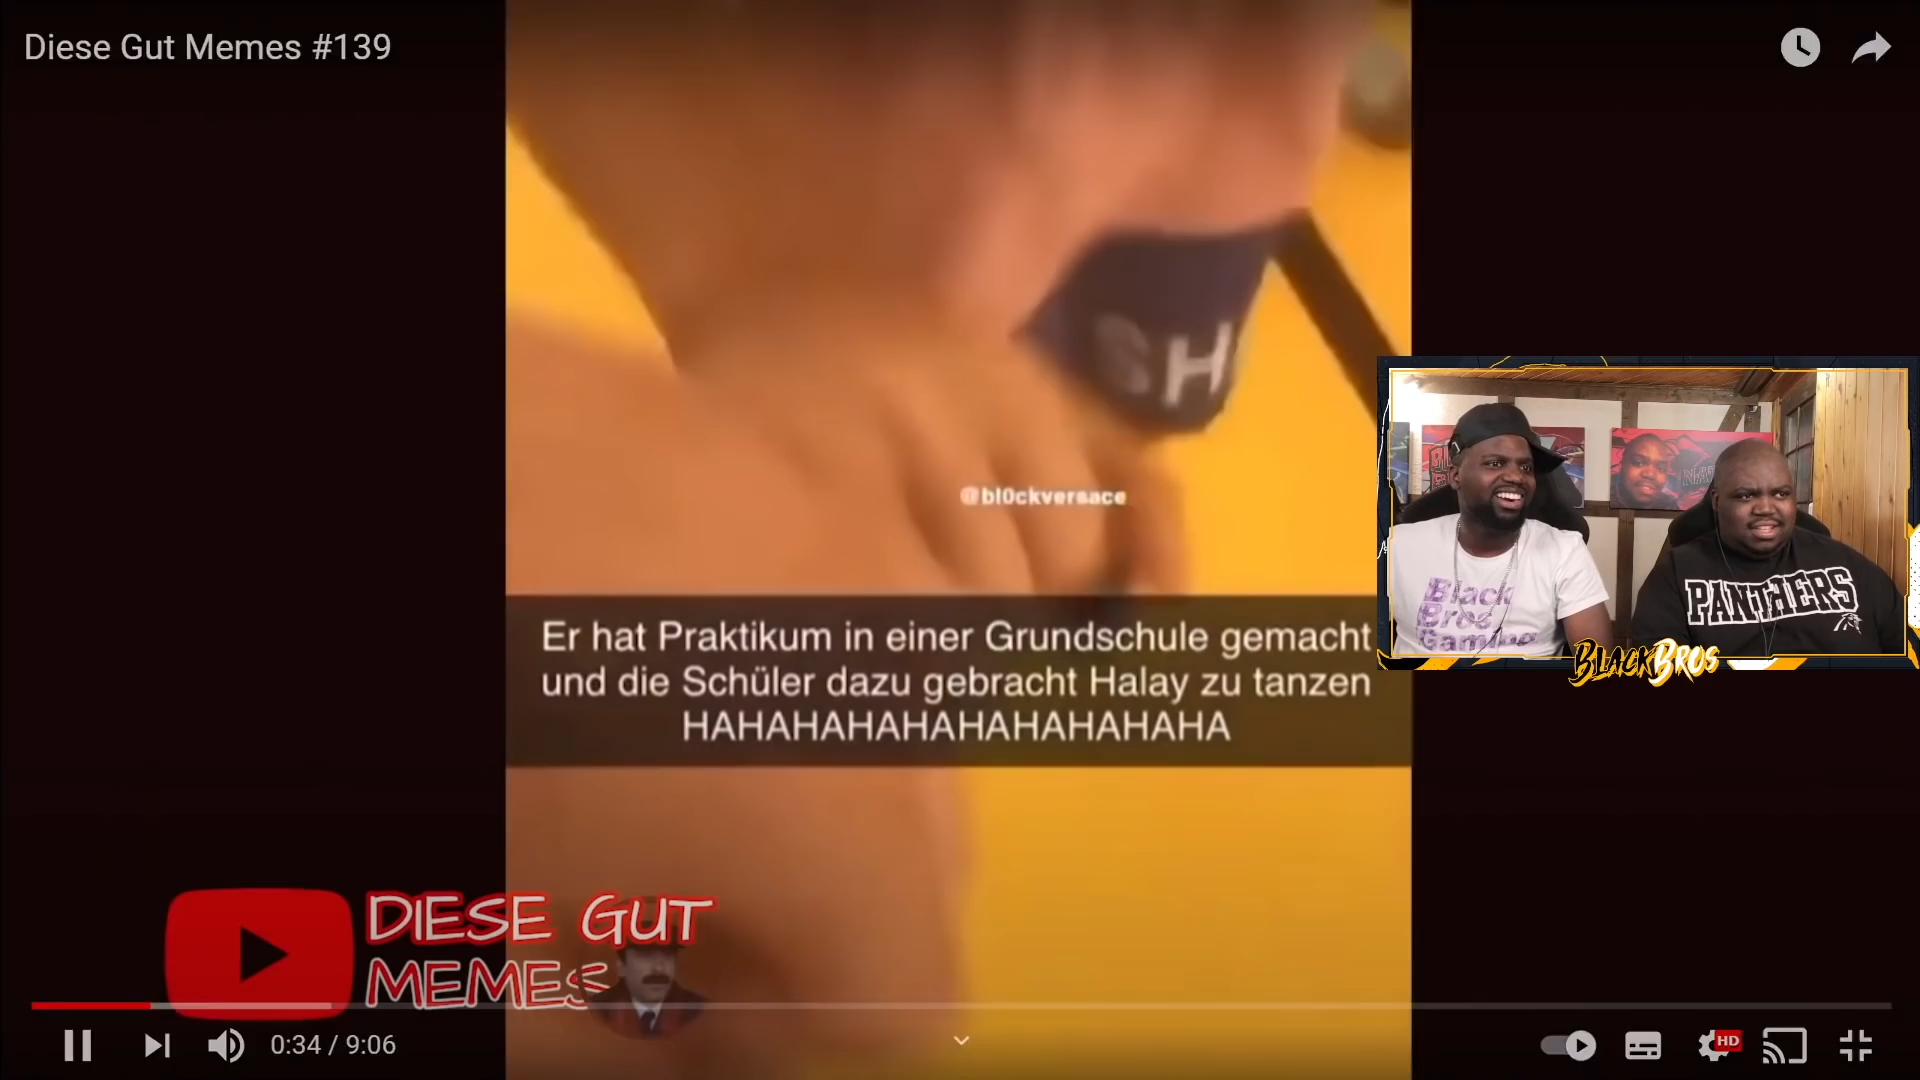 Diese Gut Memes #139
SH
@bl0ckversace
Er hat Praktikum in einer Grundschule gemacht
und die Schüler dazu gebracht Halay zu tanzen
HAHAHAHAHAHAHAHAHAHA
Black
Bros
Gaming
PANTHERS
BLACKBROS
DIESE GUT
MEMES
0:34 / 9:06
HD